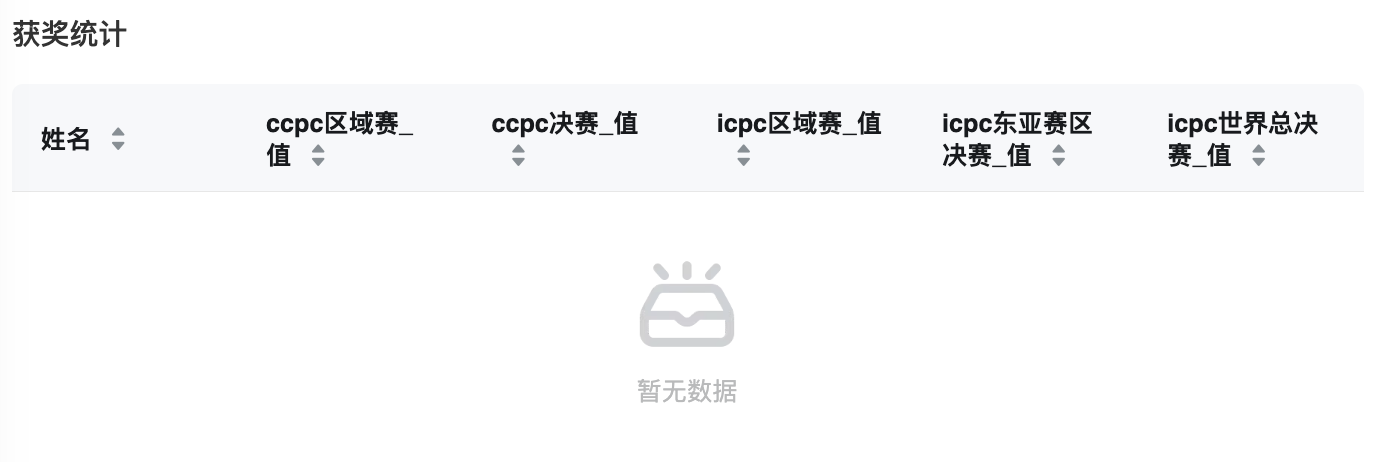 获奖统计
姓名
ccpc区域赛_
值
ccpc决赛_值
icpc区域赛_值
icpc东亚赛区
决赛_值
icpc世界总决
赛_值
暂无数据